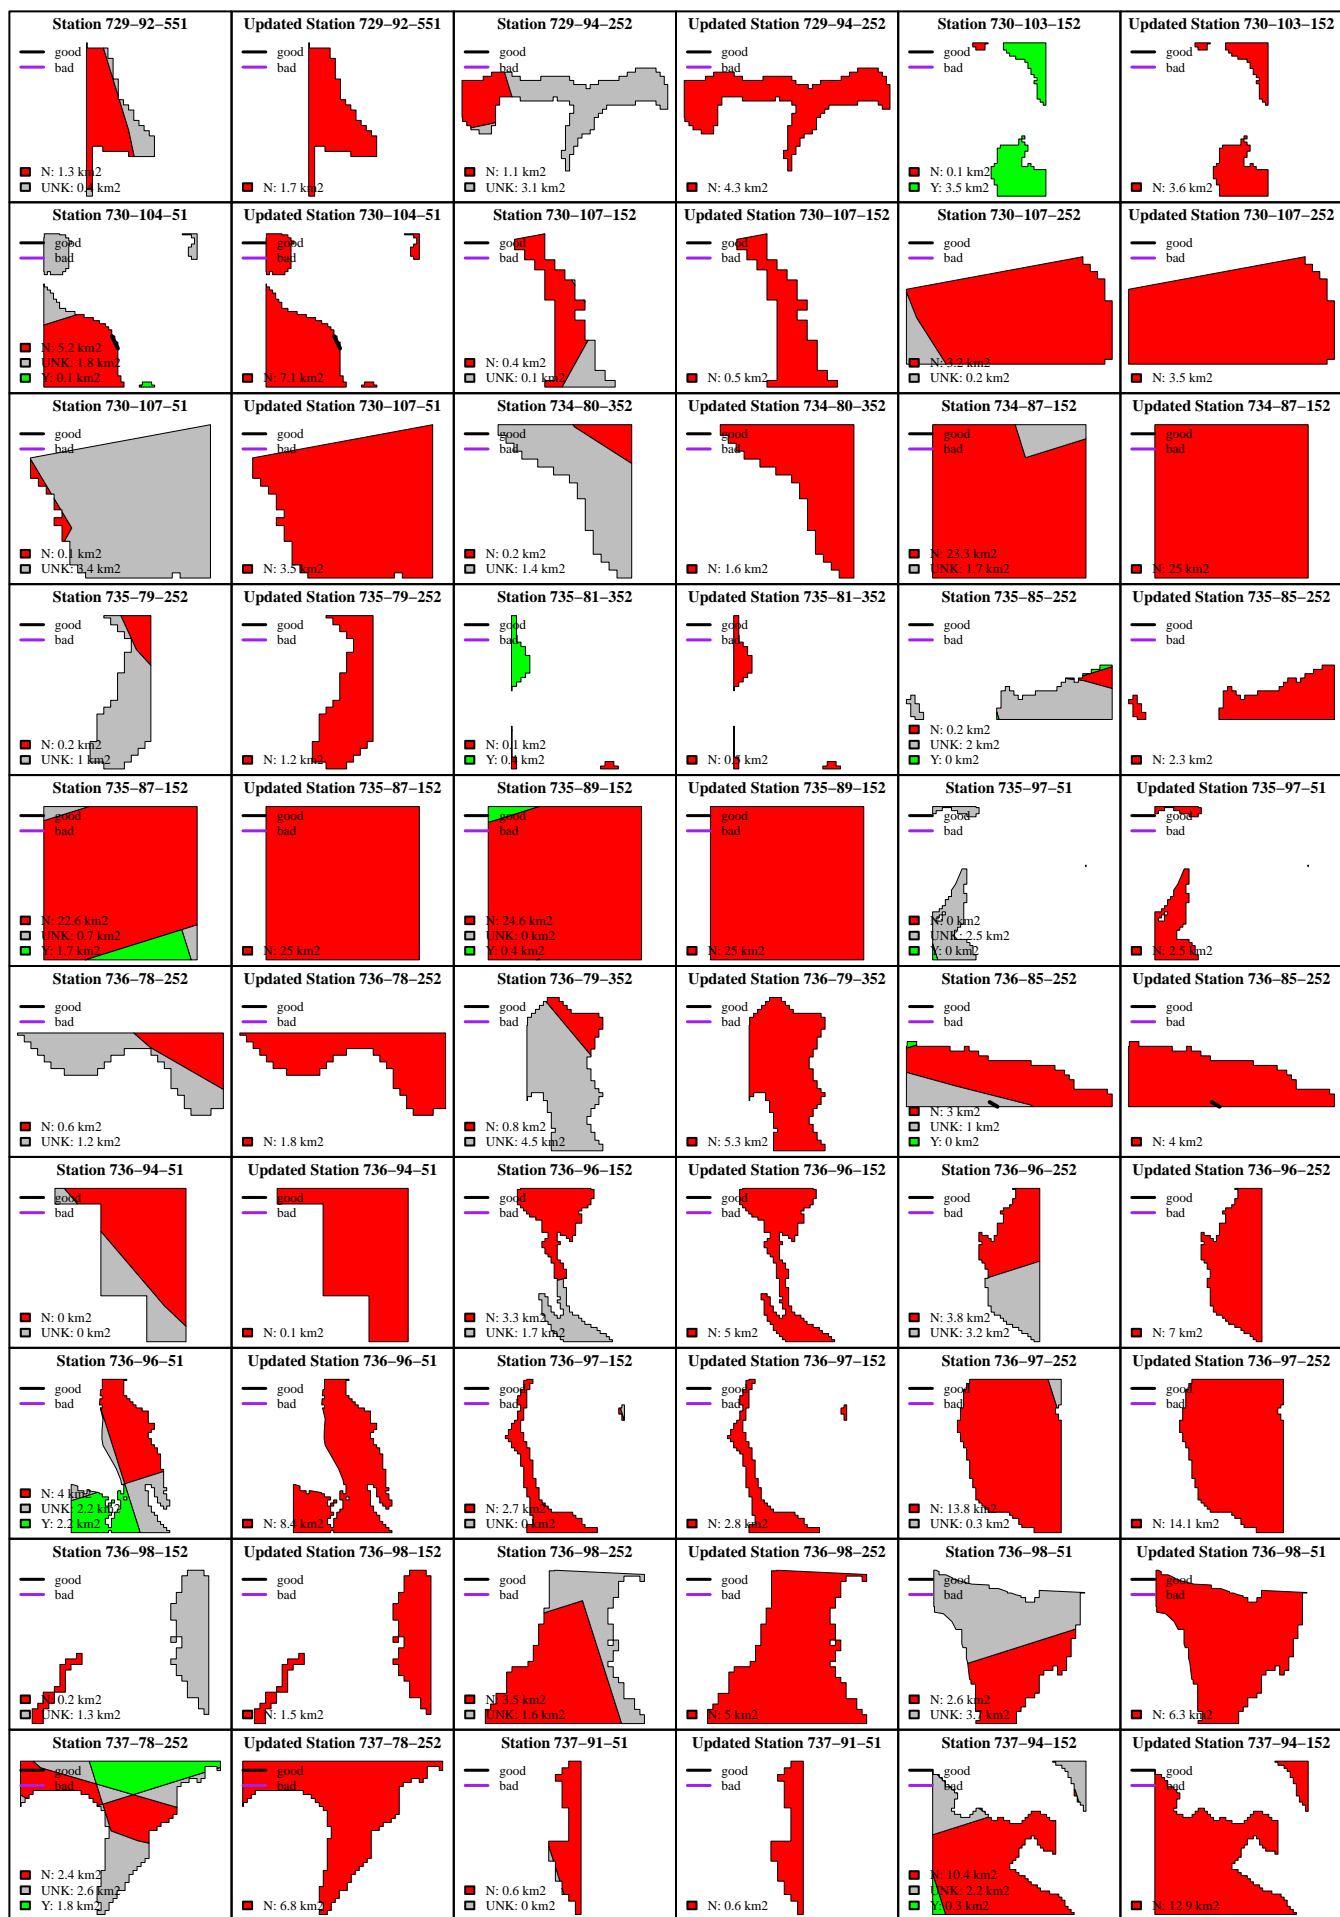 Station 729−92−551
good
bad
N: 1.3 km2
UNK: 0.4 km2
Updated Station 729−92−551
good
bad
N: 1.7 km2
Station 729−94−252
good
bad
N: 1.1 km2
UNK: 3.1 km2
Updated Station 729−94−252
good
bad
N: 4.3 km2
Station 730−103−152
good
bad
N: 0.1 km2
Y: 3.5 km2
Updated Station 730−103−152
good
bad
N: 3.6 km2
Station 730−104−51
good
bad
N: 5.2 km2
UNK: 1.8 km2
Y: 0.1 km2
Updated Station 730−104−51
good
bad
N: 7.1 km2
Station 730−107−152
good
bad
N: 0.4 km2
UNK: 0.1 km2
Updated Station 730−107−152
good
bad
N: 0.5 km2
Station 730−107−252
good
bad
N: 3.2 km2
UNK: 0.2 km2
Updated Station 730−107−252
good
bad
N: 3.5 km2
Station 730−107−51
good
bad
N: 0.1 km2
UNK: 3.4 km2
Updated Station 730−107−51
good
bad
N: 3.5 km2
Station 734−80−352
good
bad
N: 0.2 km2
UNK: 1.4 km2
Updated Station 734−80−352
good
bad
N: 1.6 km2
Station 734−87−152
good
bad
N: 23.3 km2
UNK: 1.7 km2
Updated Station 734−87−152
good
bad
N: 25 km2
Station 735−79−252
good
bad
N: 0.2 km2
UNK: 1 km2
Updated Station 735−79−252
good
bad
N: 1.2 km2
Station 735−81−352
good
bad
N: 0.1 km2
Y: 0.4 km2
Updated Station 735−81−352
good
bad
N: 0.5 km2
Station 735−85−252
good
bad
N: 0.2 km2
UNK: 2 km2
Y: 0 km2
Updated Station 735−85−252
good
bad
N: 2.3 km2
Station 735−87−152
good
bad
N: 22.6 km2
UNK: 0.7 km2
Y: 1.7 km2
Updated Station 735−87−152
good
bad
N: 25 km2
Station 735−89−152
good
bad
N: 24.6 km2
UNK: 0 km2
Y: 0.4 km2
Updated Station 735−89−152
good
bad
N: 25 km2
Station 735−97−51
good
bad
N: 0 km2
UNK: 2.5 km2
Y: 0 km2
Updated Station 735−97−51
good
bad
N: 2.5 km2
Station 736−78−252
good
bad
N: 0.6 km2
UNK: 1.2 km2
Updated Station 736−78−252
good
bad
N: 1.8 km2
Station 736−79−352
good
bad
N: 0.8 km2
UNK: 4.5 km2
Updated Station 736−79−352
good
bad
N: 5.3 km2
Station 736−85−252
good
bad
N: 3 km2
UNK: 1 km2
Y: 0 km2
Updated Station 736−85−252
good
bad
N: 4 km2
Station 736−94−51
good
bad
N: 0 km2
UNK: 0 km2
Updated Station 736−94−51
good
bad
N: 0.1 km2
Station 736−96−152
good
bad
N: 3.3 km2
UNK: 1.7 km2
Updated Station 736−96−152
good
bad
N: 5 km2
Station 736−96−252
good
bad
N: 3.8 km2
UNK: 3.2 km2
Updated Station 736−96−252
good
bad
N: 7 km2
Station 736−96−51
good
bad
N: 4 km2
UNK: 2.2 km2
Y: 2.2 km2
Updated Station 736−96−51
good
bad
N: 8.4 km2
Station 736−97−152
good
bad
N: 2.7 km2
UNK: 0 km2
Updated Station 736−97−152
good
bad
N: 2.8 km2
Station 736−97−252
good
bad
N: 13.8 km2
UNK: 0.3 km2
Updated Station 736−97−252
good
bad
N: 14.1 km2
Station 736−98−152
good
bad
N: 0.2 km2
UNK: 1.3 km2
Updated Station 736−98−152
good
bad
N: 1.5 km2
Station 736−98−252
good
bad
N: 3.5 km2
UNK: 1.6 km2
Updated Station 736−98−252
good
bad
N: 5 km2
Station 736−98−51
good
bad
N: 2.6 km2
UNK: 3.7 km2
Updated Station 736−98−51
good
bad
N: 6.3 km2
Station 737−78−252
good
bad
N: 2.4 km2
UNK: 2.6 km2
Y: 1.8 km2
Updated Station 737−78−252
good
bad
N: 6.8 km2
Station 737−91−51
good
bad
N: 0.6 km2
UNK: 0 km2
Updated Station 737−91−51
good
bad
N: 0.6 km2
Station 737−94−152
good
bad
N: 10.4 km2
UNK: 2.2 km2
Y: 0.3 km2
Updated Station 737−94−152
good
bad
N: 12.9 km2